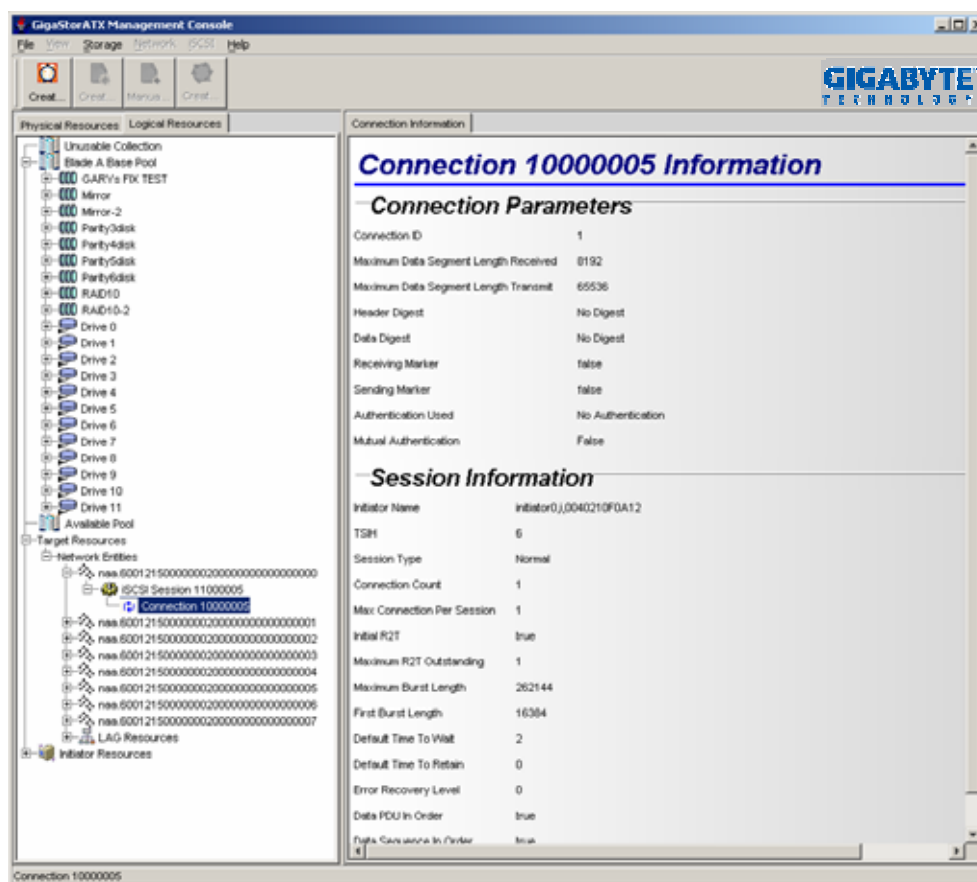 GigaStorATX Management Console
File View Storage Network iSCSI Help
Creat... Creat... Manua... Creat...
GIGABYTE
TECHNOLOGY
Physical Resources Logical Resources
Unusable Collection
Blade A Base Pool
GARY's FIX TEST
Mirror
Mirror-2
Parity3disk
Parity4disk
Parity5disk
Parity6disk
RAID10
RAID10-2
Drive 0
Drive 1
Drive 2
Drive 3
Drive 4
Drive 5
Drive 6
Drive 7
Drive 8
Drive 9
Drive 10
Drive 11
Available Pool
Target Resources
Network Entities
naa.60012150000000200000000000000000
iSCSI Session 11000005
Connection 10000005
naa.60012150000000200000000000000001
naa.60012150000000200000000000000002
naa.60012150000000200000000000000003
naa.60012150000000200000000000000004
naa.60012150000000200000000000000005
naa.60012150000000200000000000000006
naa.60012150000000200000000000000007
LAG Resources
Initiator Resources
Connection Information
Connection 10000005 Information
Connection Parameters
Connection ID 1
Maximum Data Segment Length Received 8192
Maximum Data Segment Length Transmit 65536
Header Digest No Digest
Data Digest No Digest
Receiving Marker false
Sending Marker false
Authentication Used No Authentication
Mutual Authentication False
Session Information
Initiator Name initiator0,i,0040210F0A12
TSIH 6
Session Type Normal
Connection Count 1
Max Connection Per Session 1
Initial R2T true
Maximum R2T Outstanding 1
Maximum Burst Length 262144
First Burst Length 16384
Default Time To Wait 2
Default Time To Retain 0
Error Recovery Level 0
Data PDU In Order true
Data Sequence In Order true
Connection 10000005